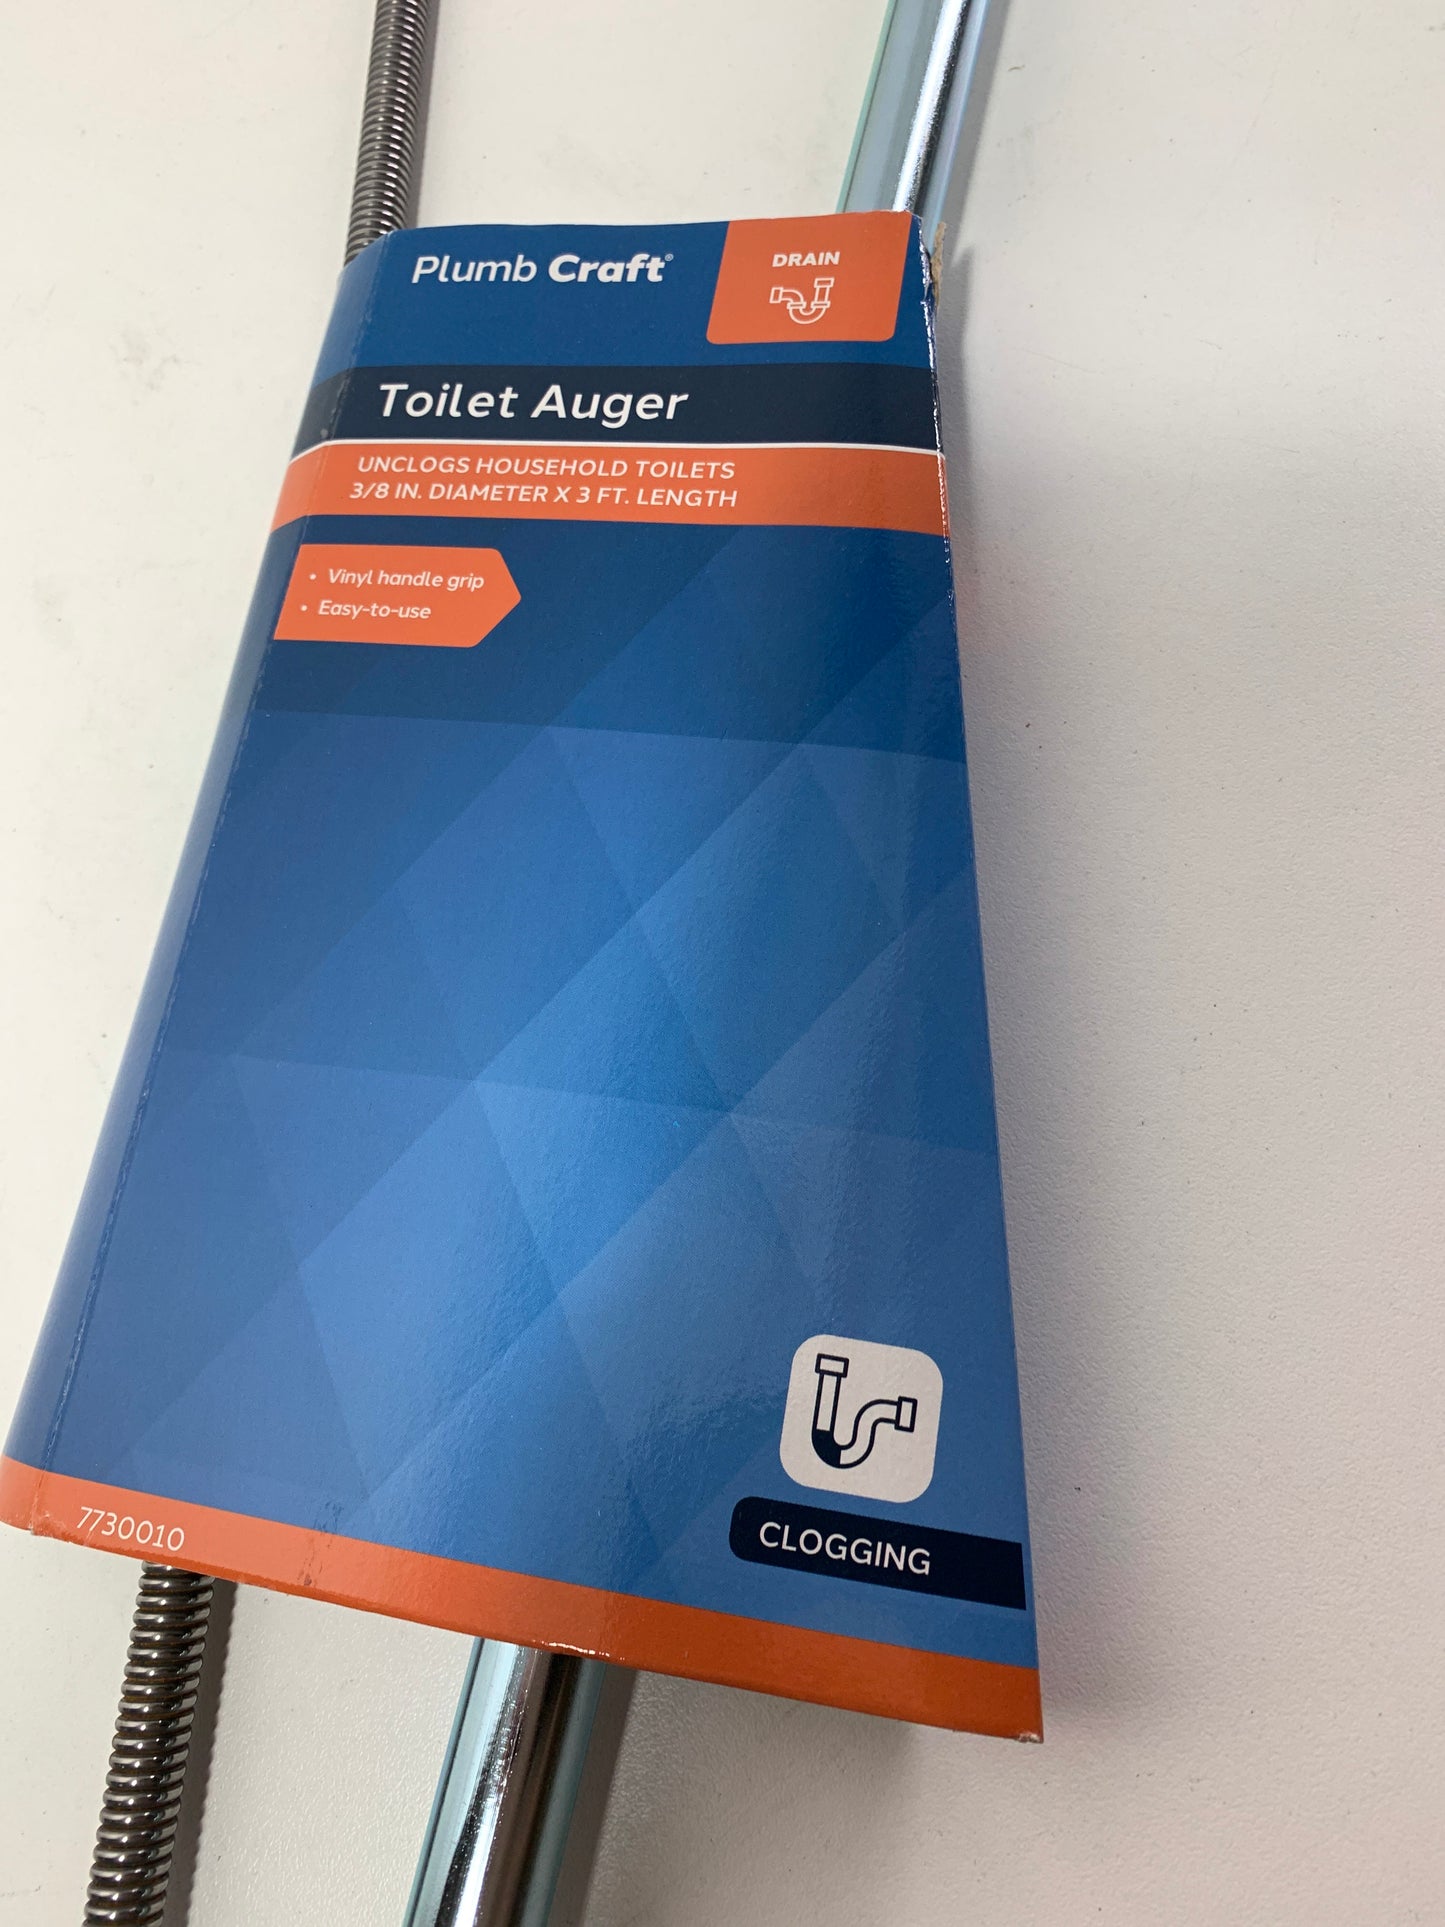 Plumb Craft®
DRAIN
Toilet Auger
UNCLOGS HOUSEHOLD TOILETS
3/8 IN. DIAMETER X 3 FT. LENGTH
• Vinyl handle grip
• Easy-to-use
CLOGGING
7730010